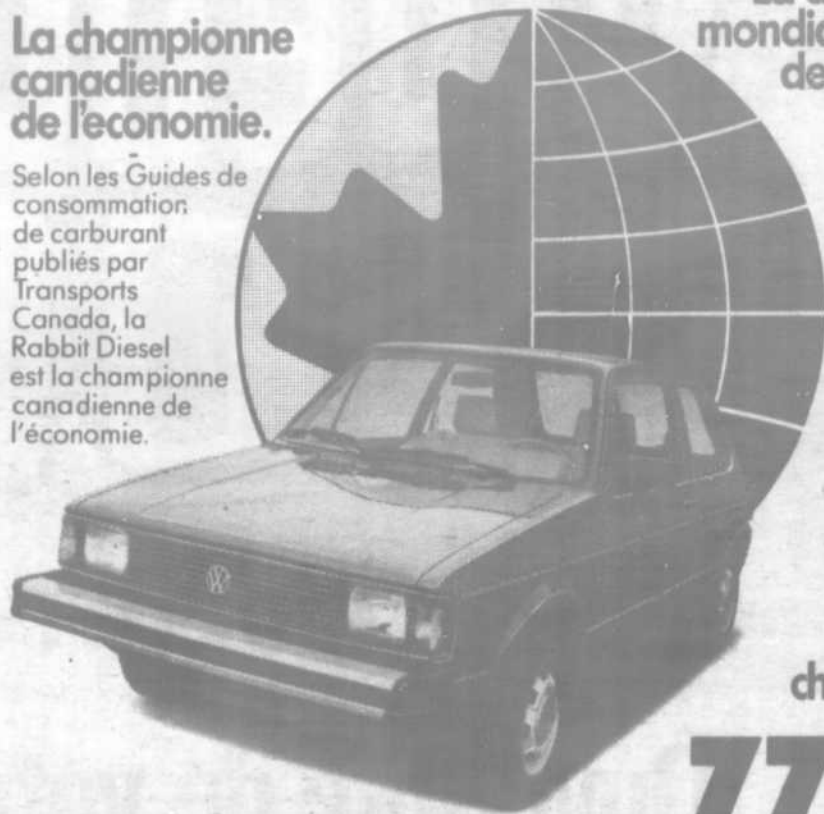 La championne
canadienne
de l'economie.
Selon les Guides de
consommation
de carburant
publiés par
Transports
Canada, la
Rabbit Diesel
est la championne
canadienne de
l'économie.
La
de
ch
77